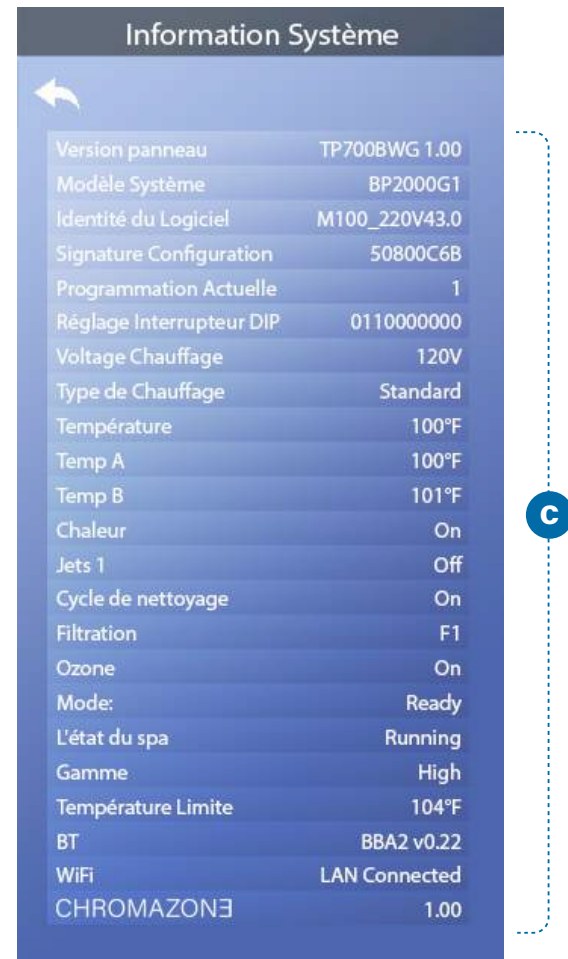 Information Système
Version panneau TP700BWG 1.00
Modèle Système BP2000G1
Identité du Logiciel M100_220V43.0
Signature Configuration 50800C6B
Programmation Actuelle 1
Réglage Interrupteur DIP 0110000000
Voltage Chauffage 120V
Type de Chauffage Standard
Température 100°F
Temp A 100°F
Temp B 101°F
Chaleur On
Jets 1 Off
Cycle de nettoyage On
Filtration F1
Ozone On
Mode: Ready
L'état du spa Running
Gamme High
Température Limite 104°F
BT BBA2 v0.22
WiFi LAN Connected
CHROMAZONƎ 1.00
C